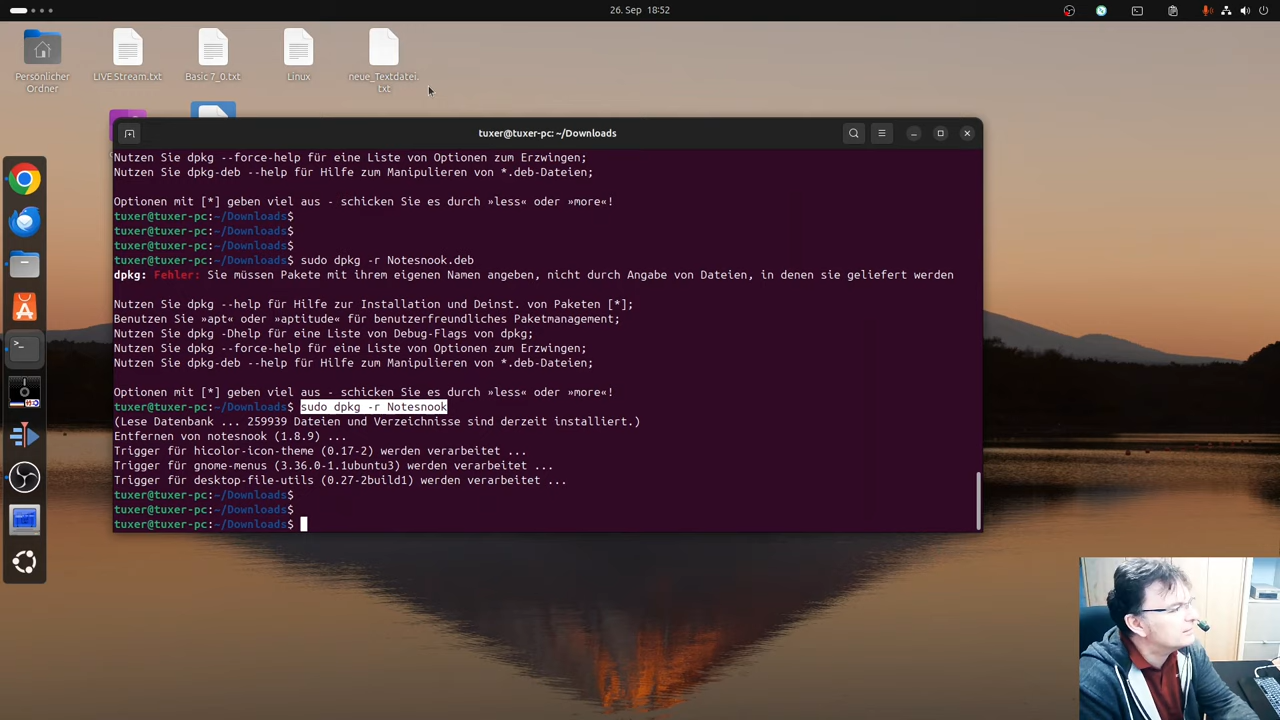 26. Sep 18:52
Persönlicher Ordner
LIVE Stream.txt
Basic 7_0.txt
Linux
neue_Textdatei.txt
tuxer@tuxer-pc: ~/Downloads
Nutzen Sie dpkg --force-help für eine Liste von Optionen zum Erzwingen;
Nutzen Sie dpkg-deb --help für Hilfe zum Manipulieren von *.deb-Dateien;
Optionen mit [*] geben viel aus - schicken Sie es durch »less« oder »more«!
tuxer@tuxer-pc:~/Downloads$
tuxer@tuxer-pc:~/Downloads$
tuxer@tuxer-pc:~/Downloads$
tuxer@tuxer-pc:~/Downloads$ sudo dpkg -r Notesnook.deb
dpkg: Fehler: Sie müssen Pakete mit ihrem eigenen Namen angeben, nicht durch Angabe von Dateien, in denen sie geliefert werden
Nutzen Sie dpkg --help für Hilfe zur Installation und Deinst. von Paketen [*];
Benutzen Sie »apt« oder »aptitude« für benutzerfreundliches Paketmanagement;
Nutzen Sie dpkg -Dhelp für eine Liste von Debug-Flags von dpkg;
Nutzen Sie dpkg --force-help für eine Liste von Optionen zum Erzwingen;
Nutzen Sie dpkg-deb --help für Hilfe zum Manipulieren von *.deb-Dateien;
Optionen mit [*] geben viel aus - schicken Sie es durch »less« oder »more«!
tuxer@tuxer-pc:~/Downloads$ sudo dpkg -r Notesnook
(Lese Datenbank ... 259939 Dateien und Verzeichnisse sind derzeit installiert.)
Entfernen von notesnook (1.8.9) ...
Trigger für hicolor-icon-theme (0.17-2) werden verarbeitet ...
Trigger für gnome-menus (3.36.0-1.1ubuntu3) werden verarbeitet ...
Trigger für desktop-file-utils (0.27-2build1) werden verarbeitet ...
tuxer@tuxer-pc:~/Downloads$
tuxer@tuxer-pc:~/Downloads$
tuxer@tuxer-pc:~/Downloads$